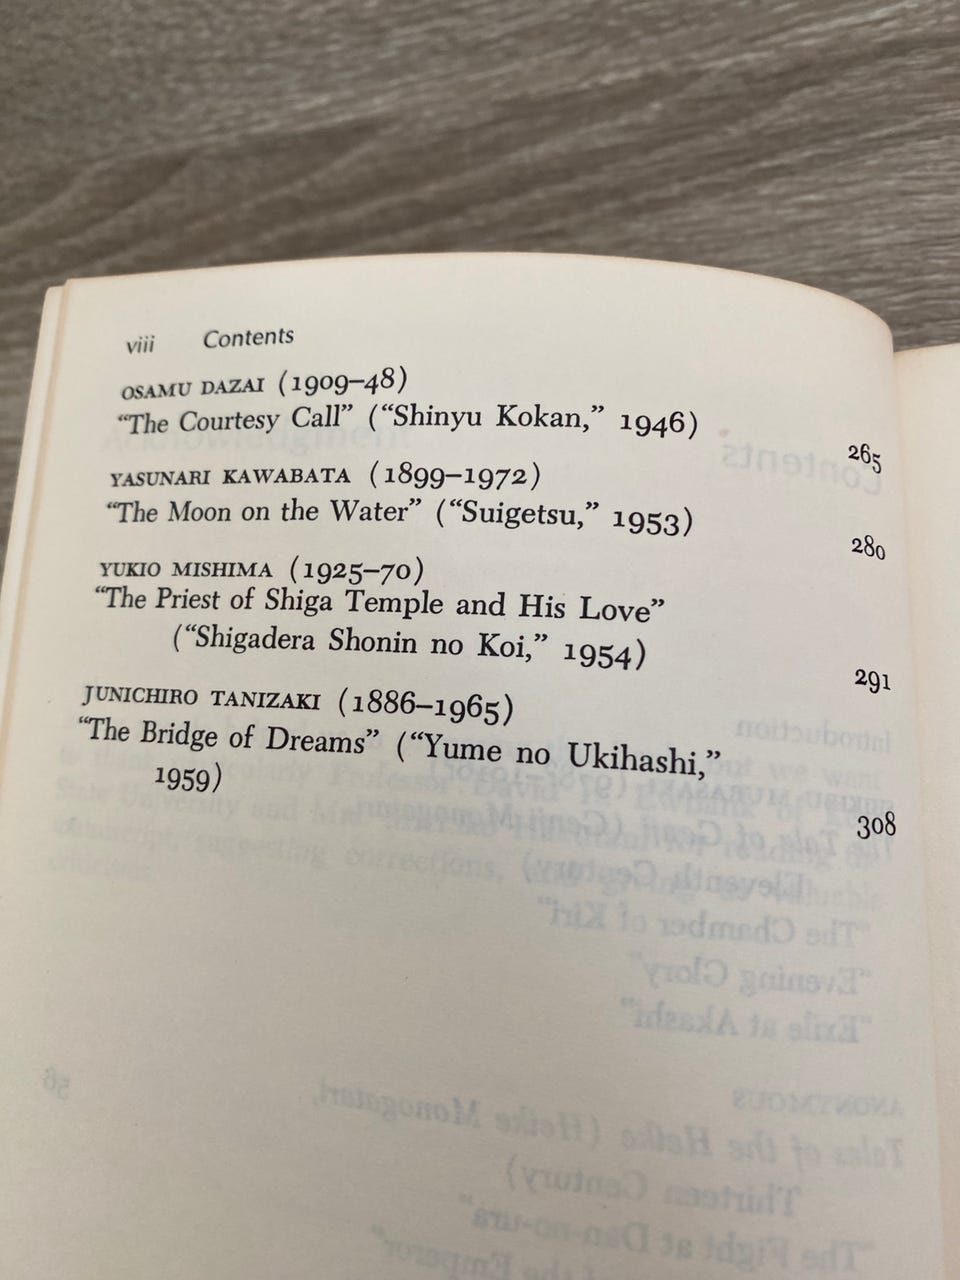 viii Contents
OSAMU DAZAI (1909–48)
“The Courtesy Call” (“Shinyu Kokan,” 1946)
265
YASUNARI KAWABATA (1899–1972)
“The Moon on the Water” (“Suigetsu,” 1953)
280
YUKIO MISHIMA (1925–70)
“The Priest of Shiga Temple and His Love”
(“Shigadera Shonin no Koi,” 1954)
291
JUNICHIRO TANIZAKI (1886–1965)
“The Bridge of Dreams” (“Yume no Ukihashi,”
1959)
308